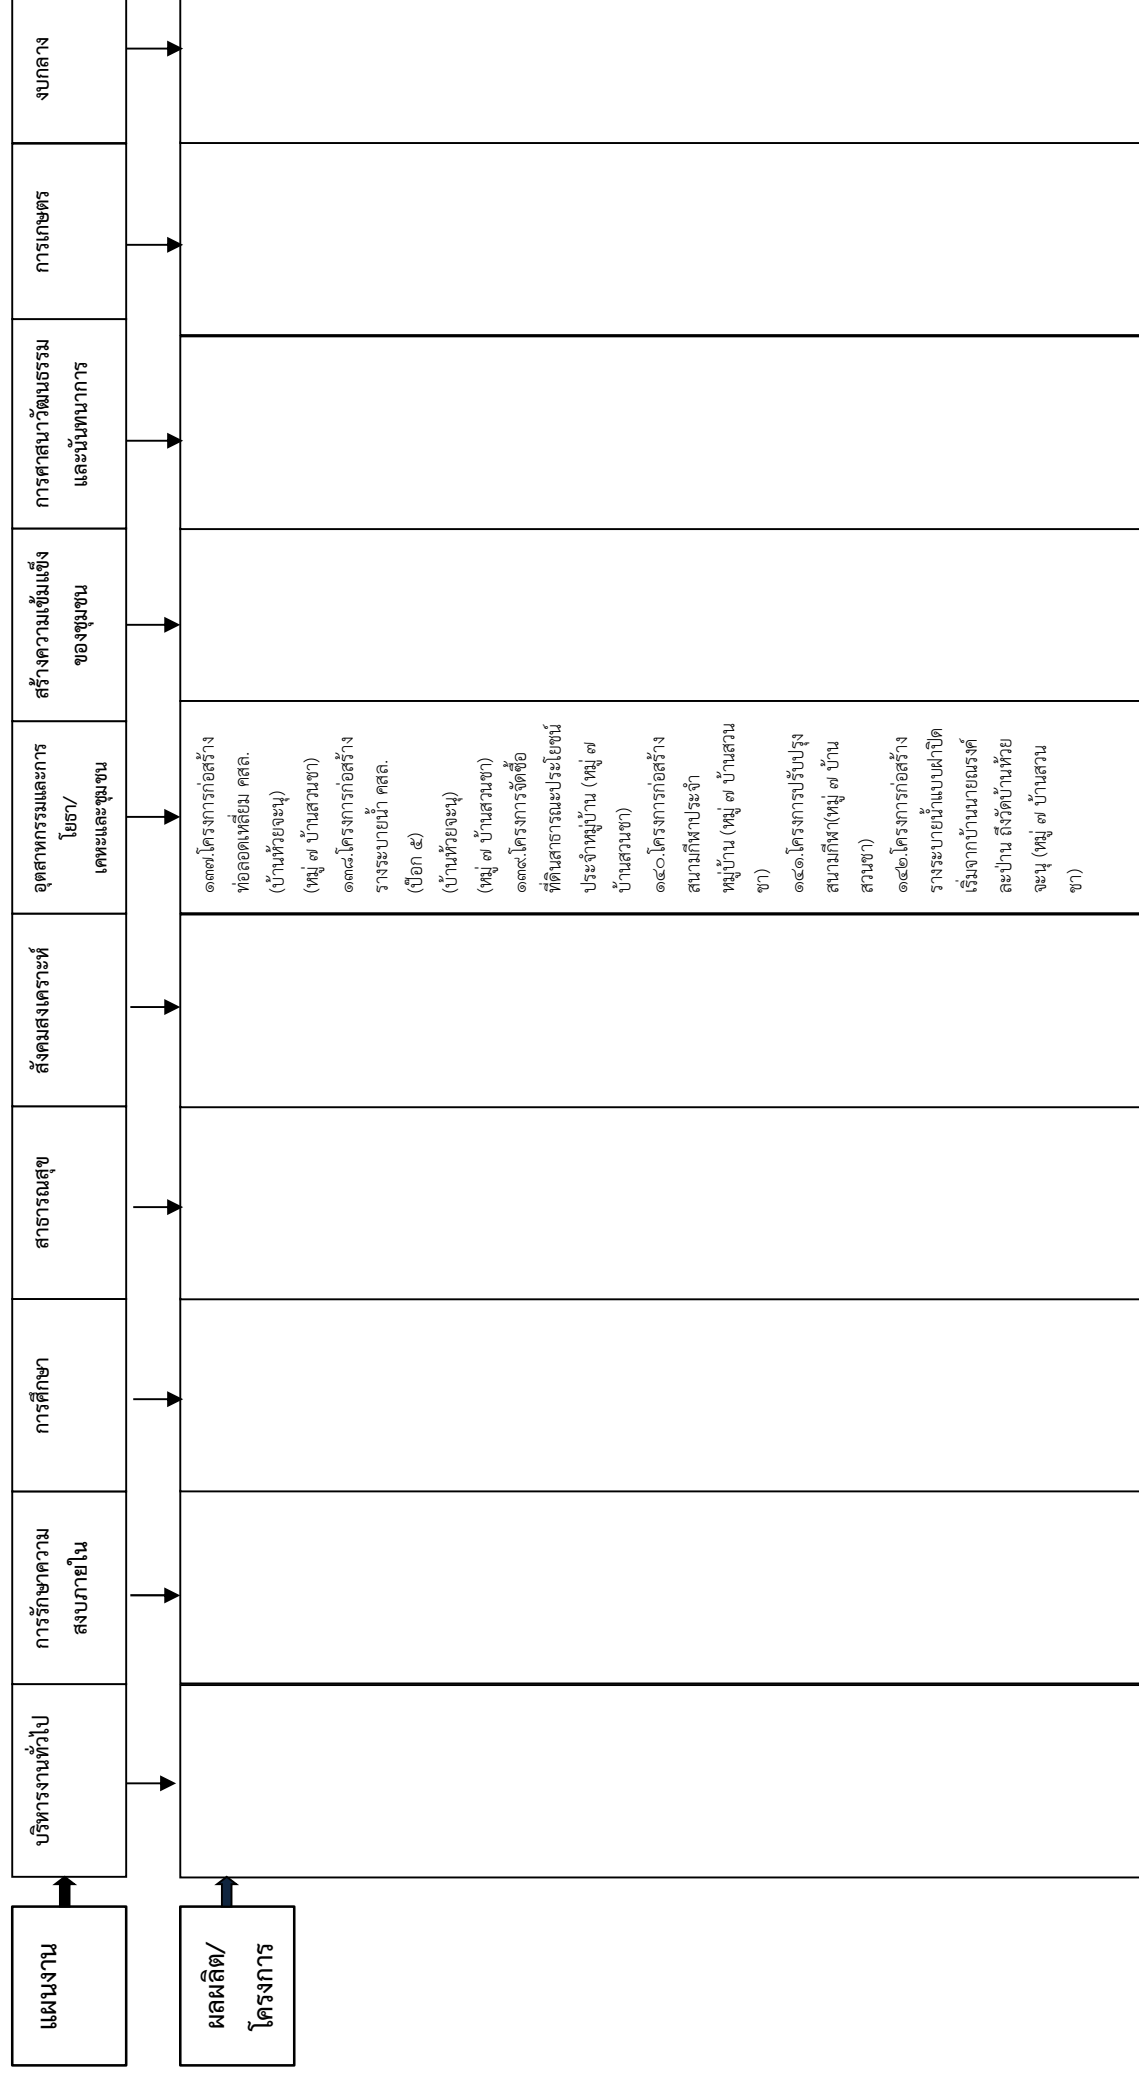 แผนงาน
บริหารงานทั่วไป
การรักษาความ
สงบภายใน
การศึกษา
สาธารณสุข
สังคมสงเคราะห์
อุตสาหกรรมและการ
โยธา/
เคหะและชุมชน
สร้างความเข้มแข็ง
ของชุมชน
การศาสนาวัฒนธรรม
และนันทนาการ
การเกษตร
งบกลาง
ผลผลิต/
โครงการ
๑๓๗.โครงการก่อสร้าง
ท่อลอดเหลี่ยม คสล.
(บ้านห้วยจะนุ)
(หมู่ ๗ บ้านสวนชา)
๑๓๘.โครงการก่อสร้าง
รางระบายน้ำ คสล.
(ป๊อก ๕)
(บ้านห้วยจะนุ)
(หมู่ ๗ บ้านสวนชา)
๑๓๙.โครงการจัดซื้อ
ที่ดินสาธารณะประโยชน์
ประจำหมู่บ้าน (หมู่ ๗
บ้านสวนชา)
๑๔๐.โครงการก่อสร้าง
สนามกีฬาประจำ
หมู่บ้าน (หมู่ ๗ บ้านสวน
ชา)
๑๔๑.โครงการปรับปรุง
สนามกีฬา(หมู่ ๗ บ้าน
สวนชา)
๑๔๒.โครงการก่อสร้าง
รางระบายน้ำแบบฝาปิด
เริ่มจากบ้านนายณรงค์
ละป่าน ถึงวัดบ้านห้วย
จะนุ (หมู่ ๗ บ้านสวน
ชา)